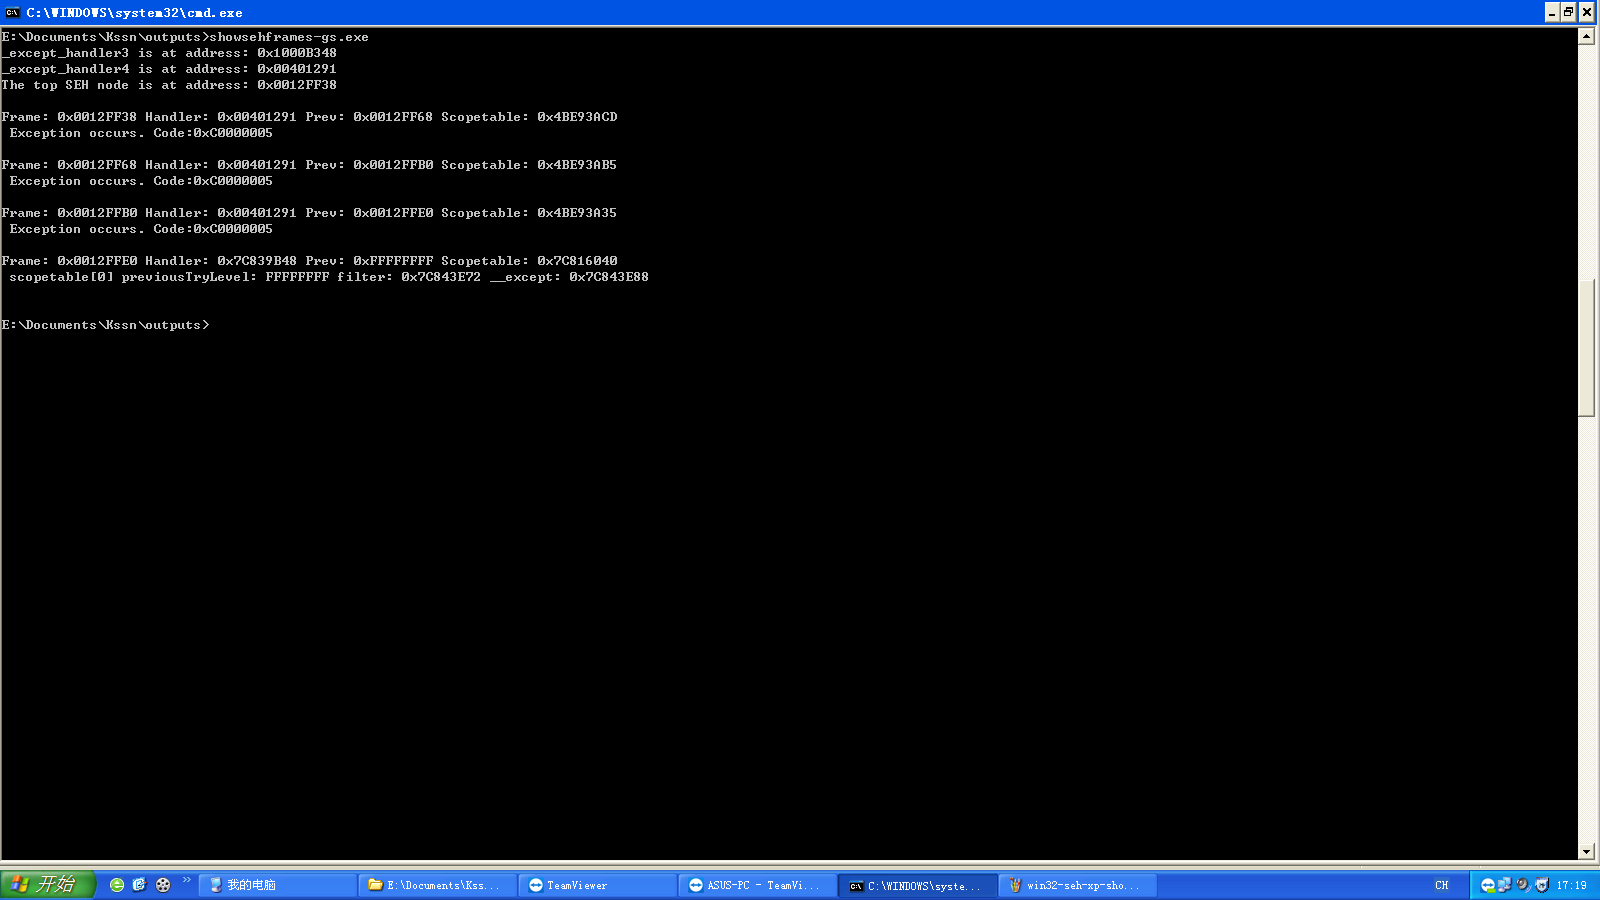 C:\WINDOWS\system32\cmd.exe
E:\Documents\Kssn\outputs>showsehframes-gs.exe
_except_handler3 is at address: 0x1000B348
_except_handler4 is at address: 0x00401291
The top SEH node is at address: 0x0012FF38
Frame: 0x0012FF38 Handler: 0x00401291 Prev: 0x0012FF68 Scopetable: 0x4BE93ACD
Exception occurs. Code:0xC0000005
Frame: 0x0012FF68 Handler: 0x00401291 Prev: 0x0012FFB0 Scopetable: 0x4BE93AB5
Exception occurs. Code:0xC0000005
Frame: 0x0012FFB0 Handler: 0x00401291 Prev: 0x0012FFE0 Scopetable: 0x4BE93A35
Exception occurs. Code:0xC0000005
Frame: 0x0012FFE0 Handler: 0x7C839B48 Prev: 0xFFFFFFFF Scopetable: 0x7C816040
scopetable[0] previousTryLevel: FFFFFFFF filter: 0x7C843E72 __except: 0x7C843E88
E:\Documents\Kssn\outputs>
开始 » 我的电脑 E:\Documents\Kss... TeamViewer ASUS-PC - TeamVi... C:\WINDOWS\syste... win32-seh-xp-sho... CH 17:19